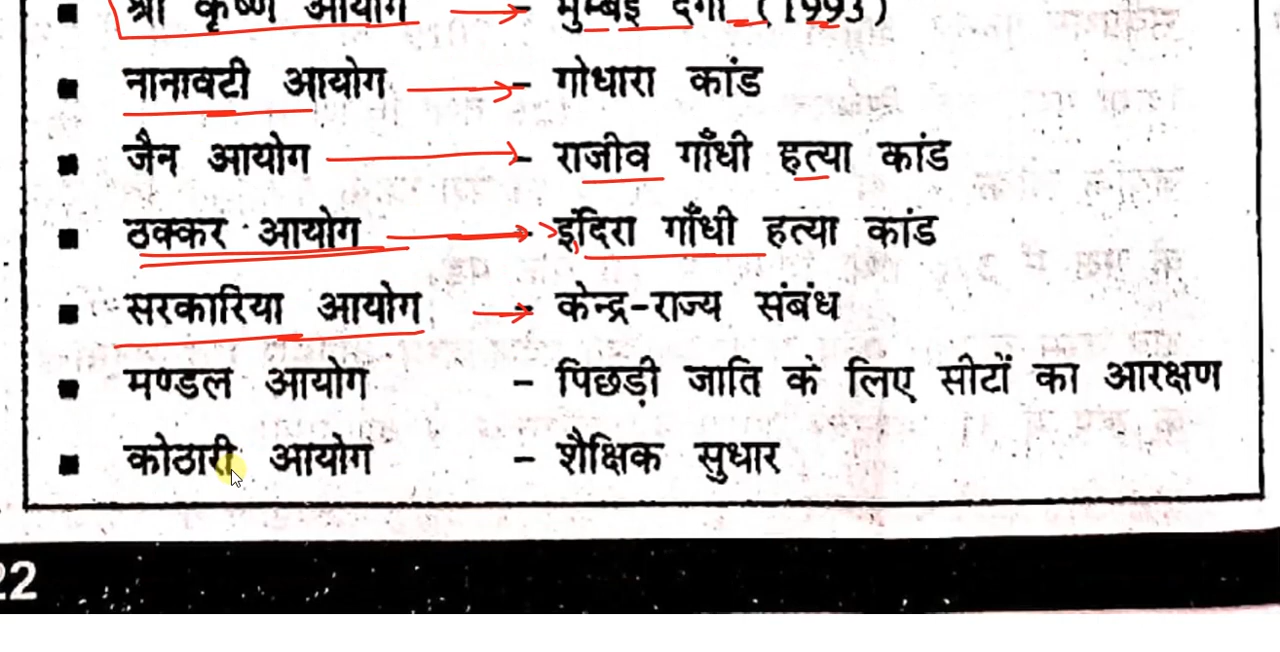 ▪ श्री कृष्ण आयोग - मुम्बई दंगा (1993)
▪ नानावटी आयोग - गोधारा कांड
▪ जैन आयोग - राजीव गाँधी हत्या कांड
▪ ठक्कर आयोग - इंदिरा गाँधी हत्या कांड
▪ सरकारिया आयोग - केन्द्र-राज्य संबंध
▪ मण्डल आयोग - पिछड़ी जाति के लिए सीटों का आरक्षण
▪ कोठारी आयोग - शैक्षिक सुधार
22